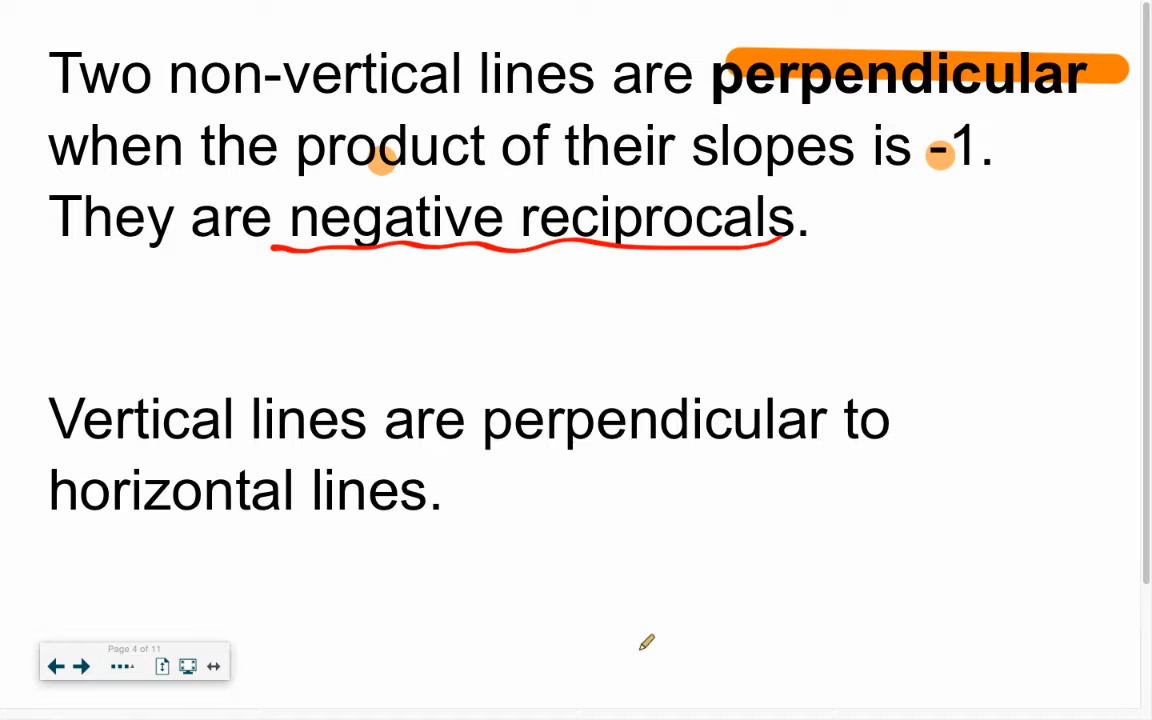 Two non-vertical lines are perpendicular
when the product of their slopes is -1.
They are negative reciprocals.
Vertical lines are perpendicular to
horizontal lines.
Page 4 of 11